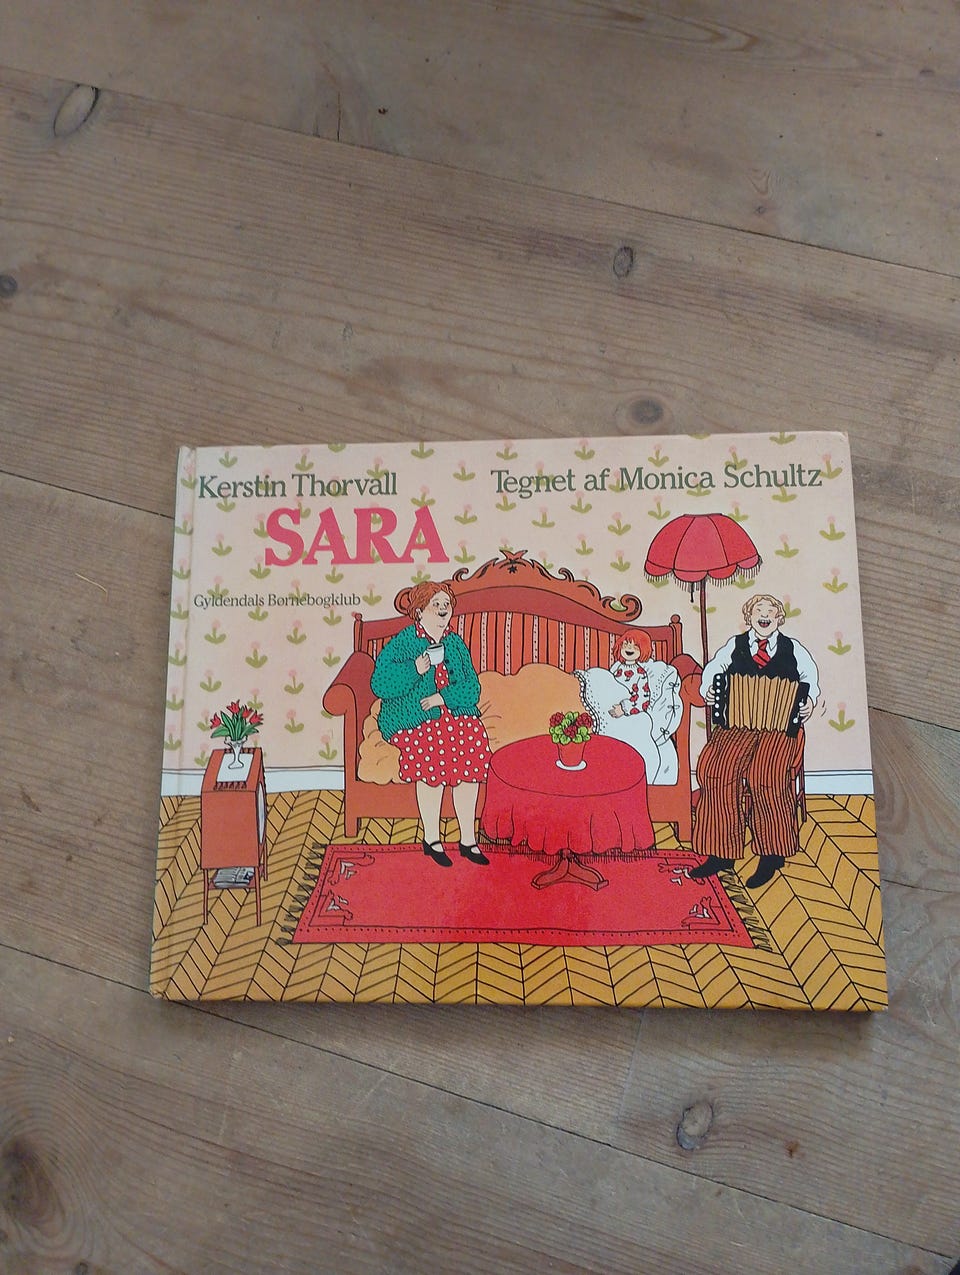 Kerstin Thorvall
Tegnet af Monica Schultz
SARA
Gyldendals Børnebogklub